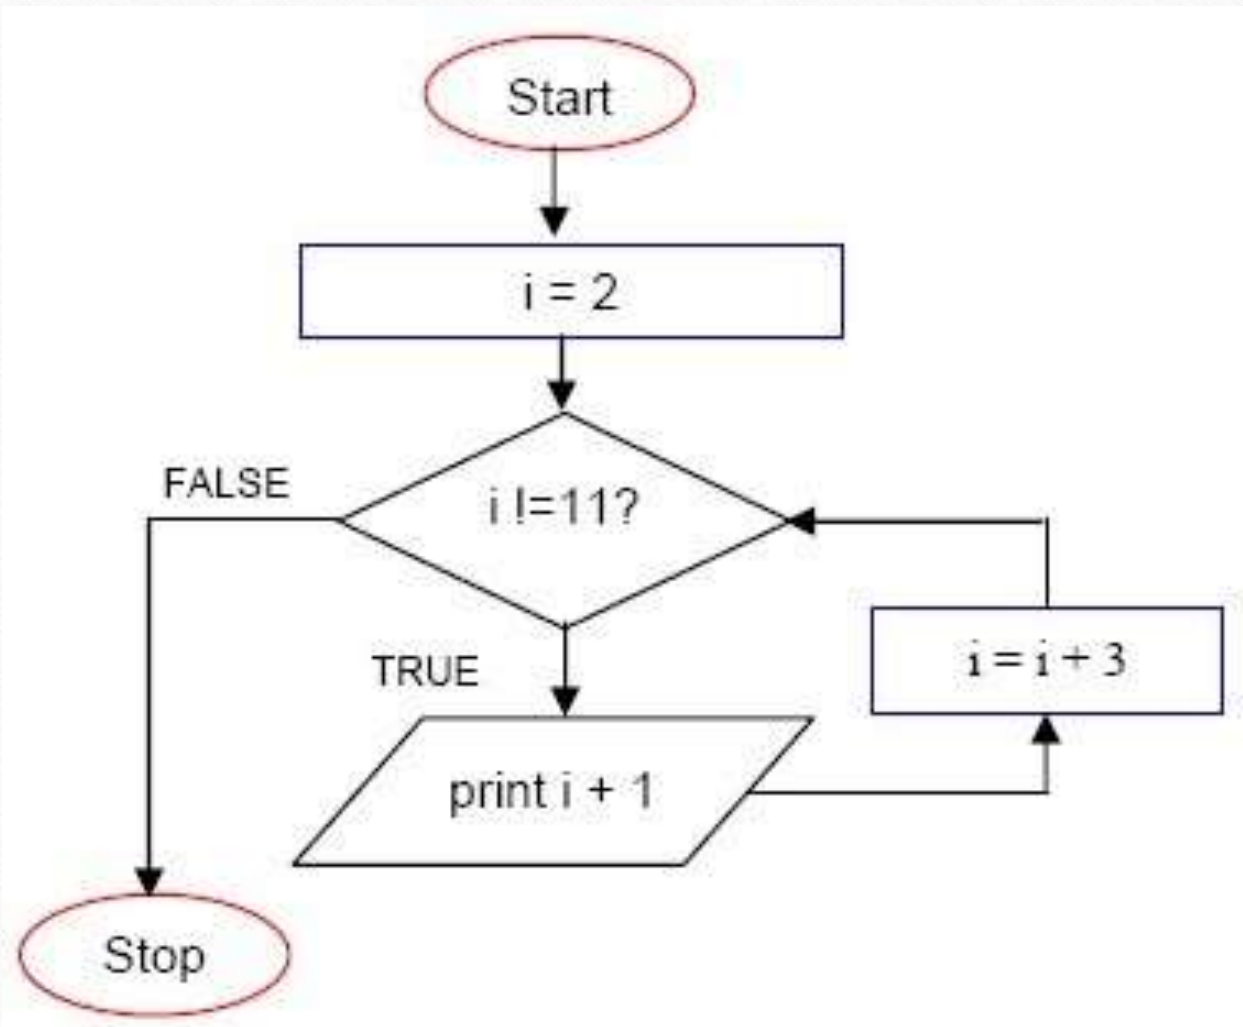 Start
i = 2
FALSE
i !=11?
TRUE
i = i + 3
print i + 1
Stop